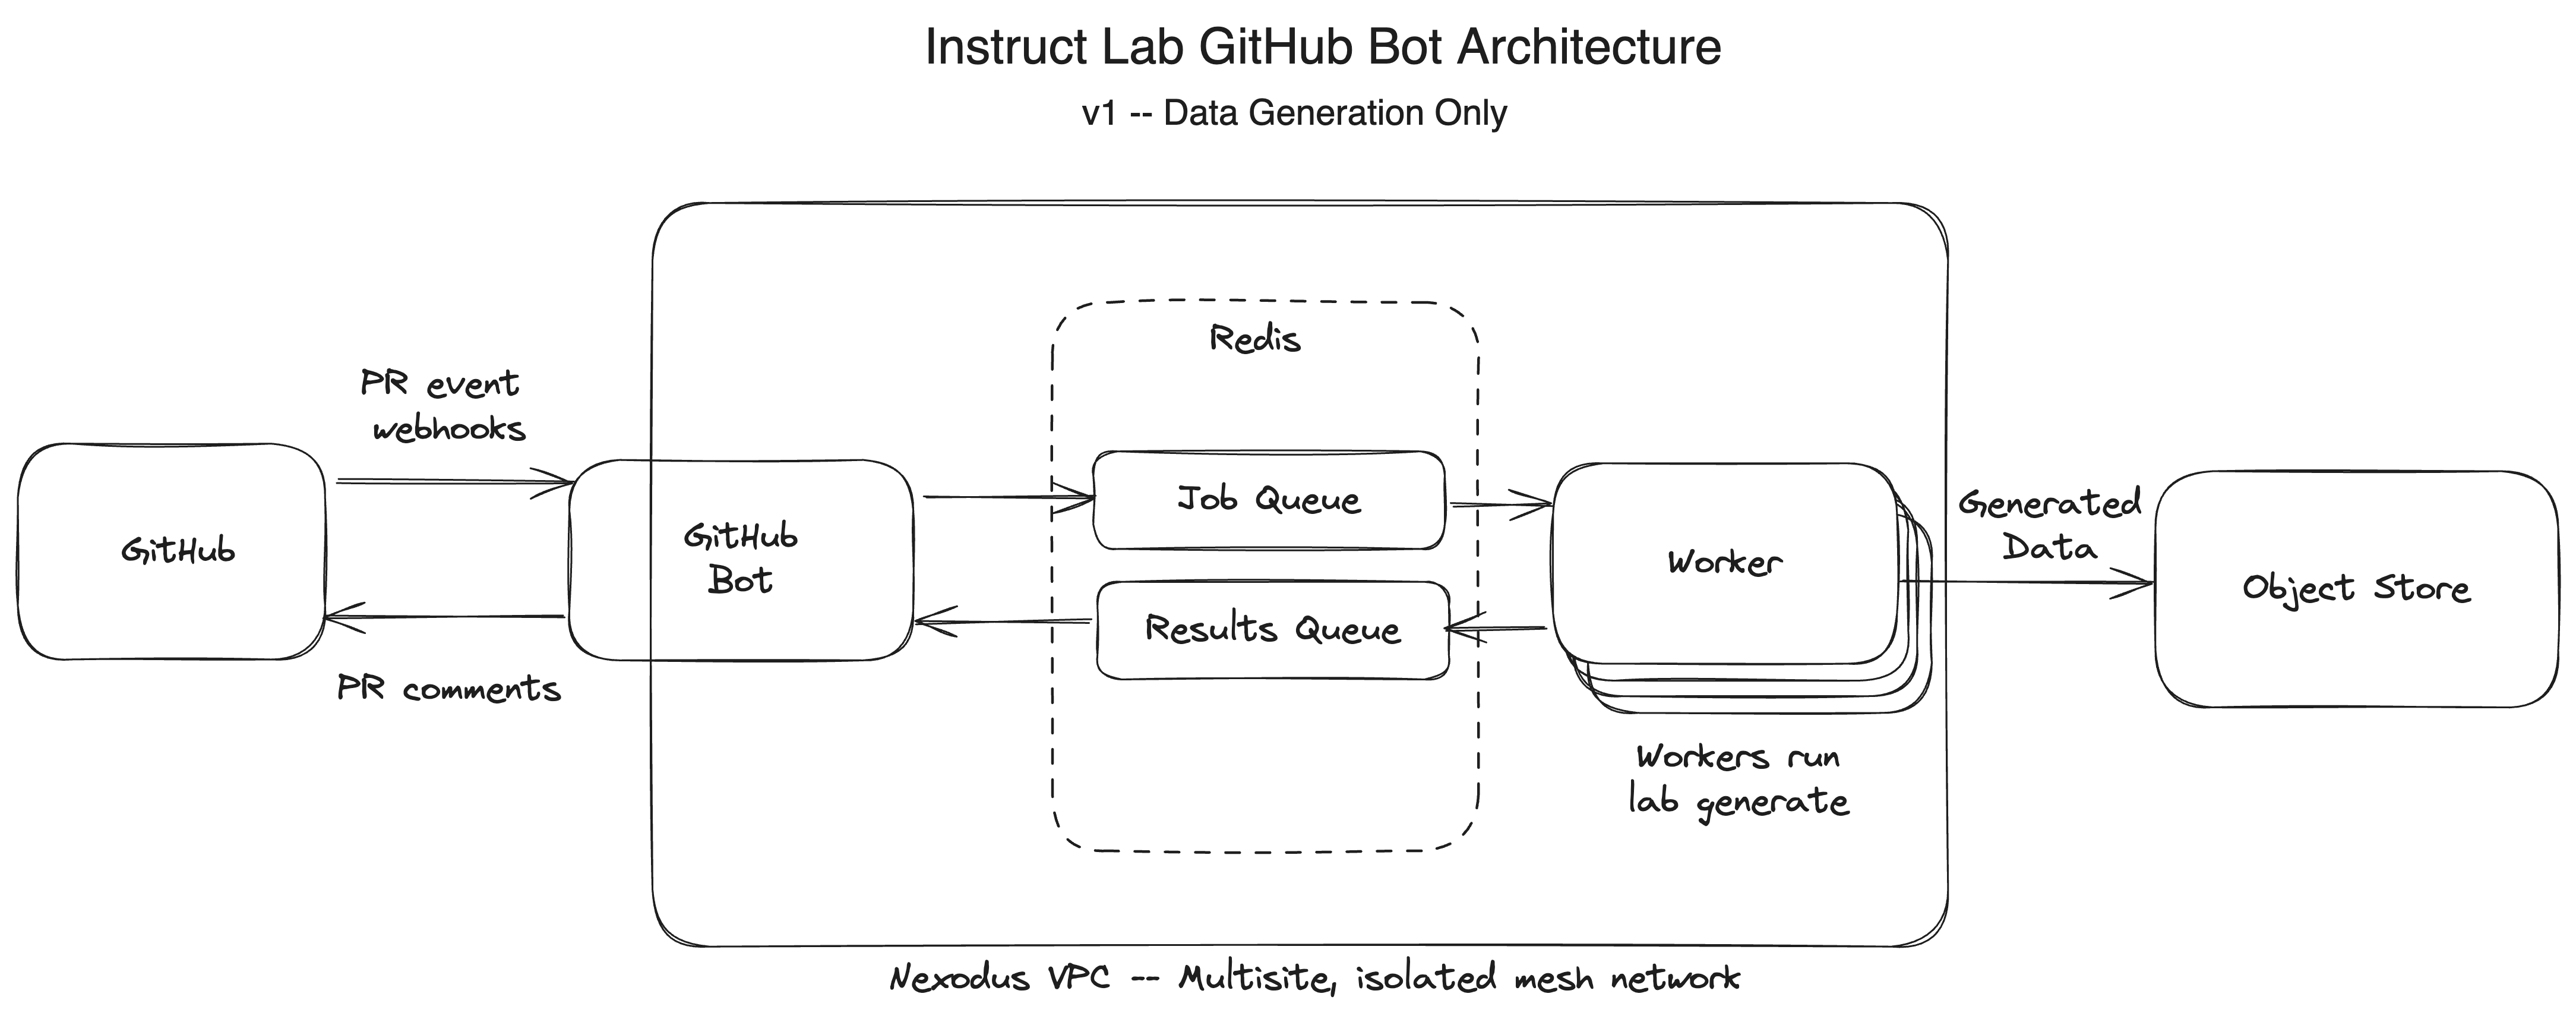 Instruct Lab GitHub Bot Architecture
v1 -- Data Generation Only
Redis
PR event
webhooks
GitHub
GitHub
Bot
Job Queue
Results Queue
Worker
Generated
Data
Object Store
PR comments
Workers run
lab generate
Nexodus VPC -- Multisite, isolated mesh network